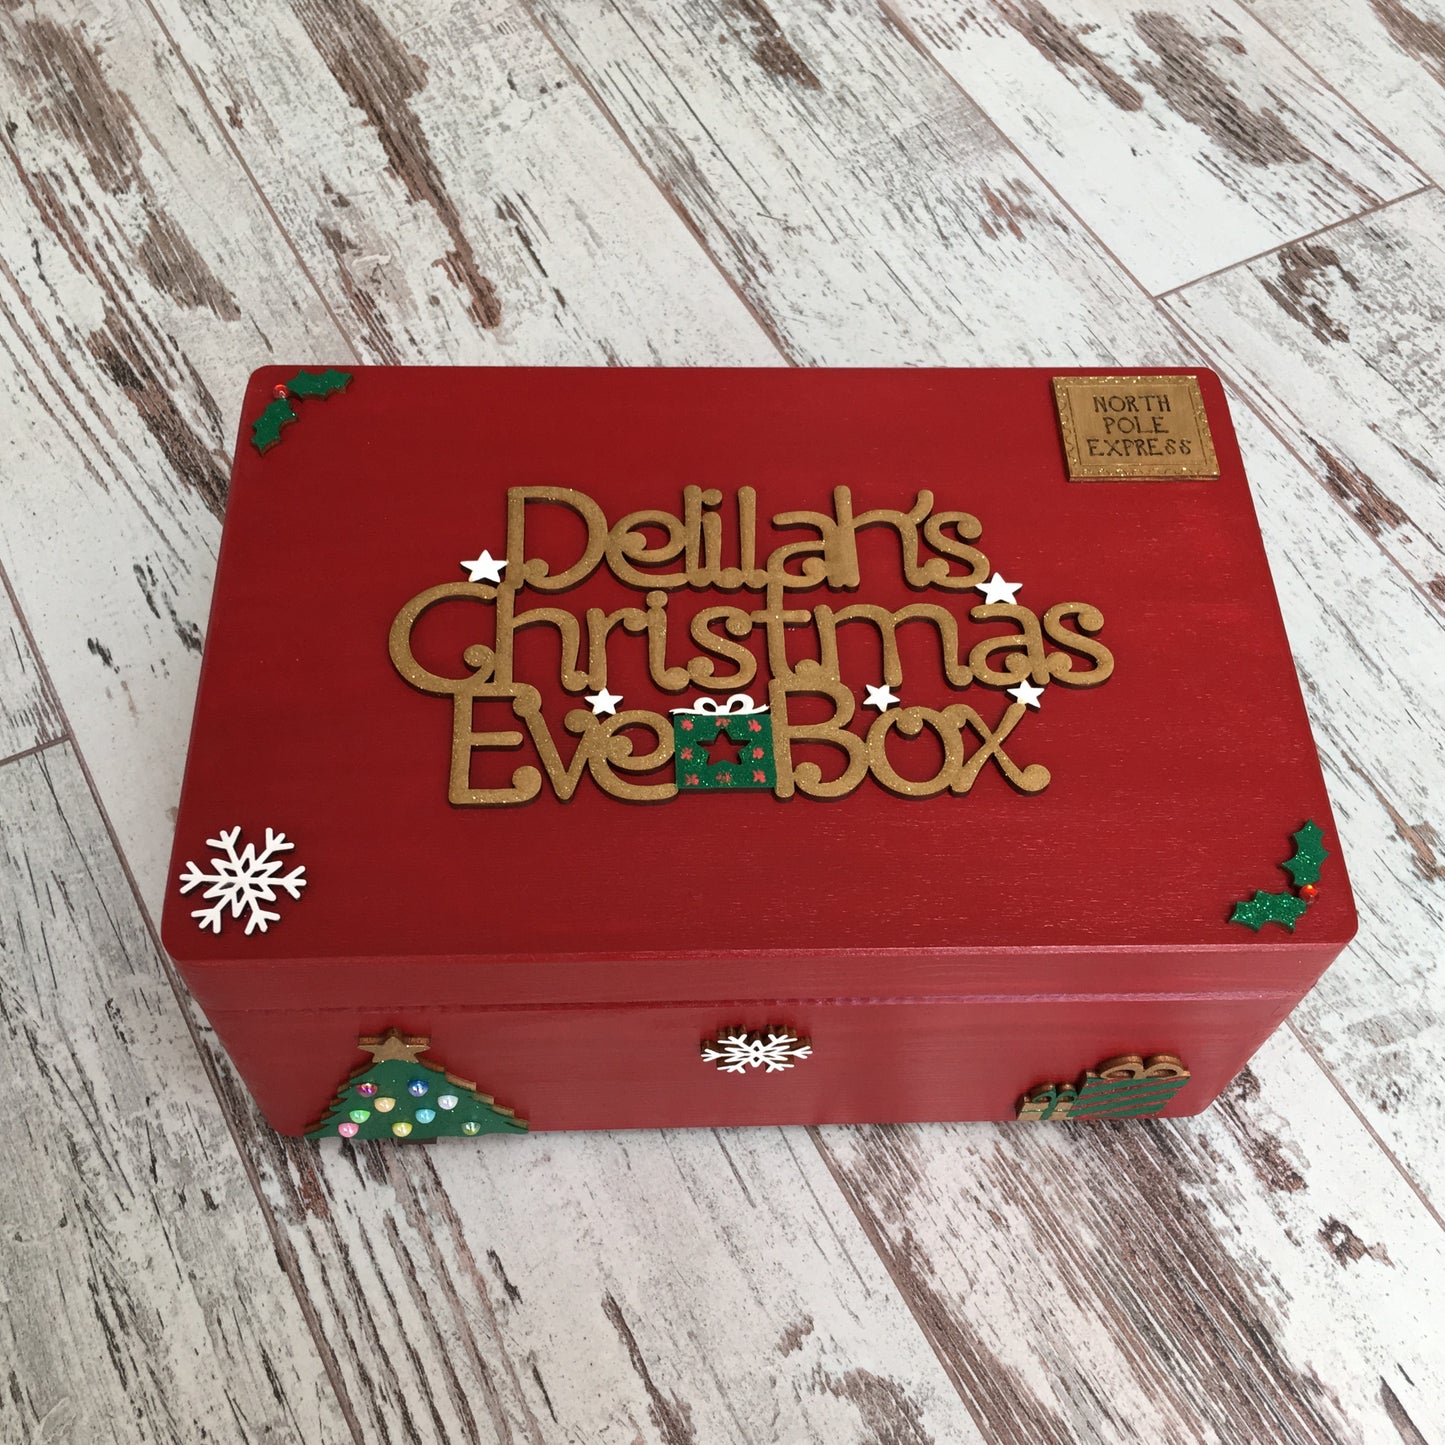 NORTH
POLE
EXPRESS
Delilah's
Christmas
Eve Box